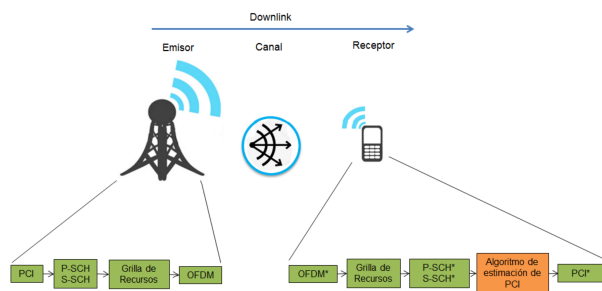 Downlink
Emisor
Canal
Receptor
PCI
P-SCH
S-SCH
Grilla de
Recursos
OFDM
OFDM*
Grilla de
Recursos
P-SCH*
S-SCH*
Algoritmo de
estimación de
PCI
PCI*